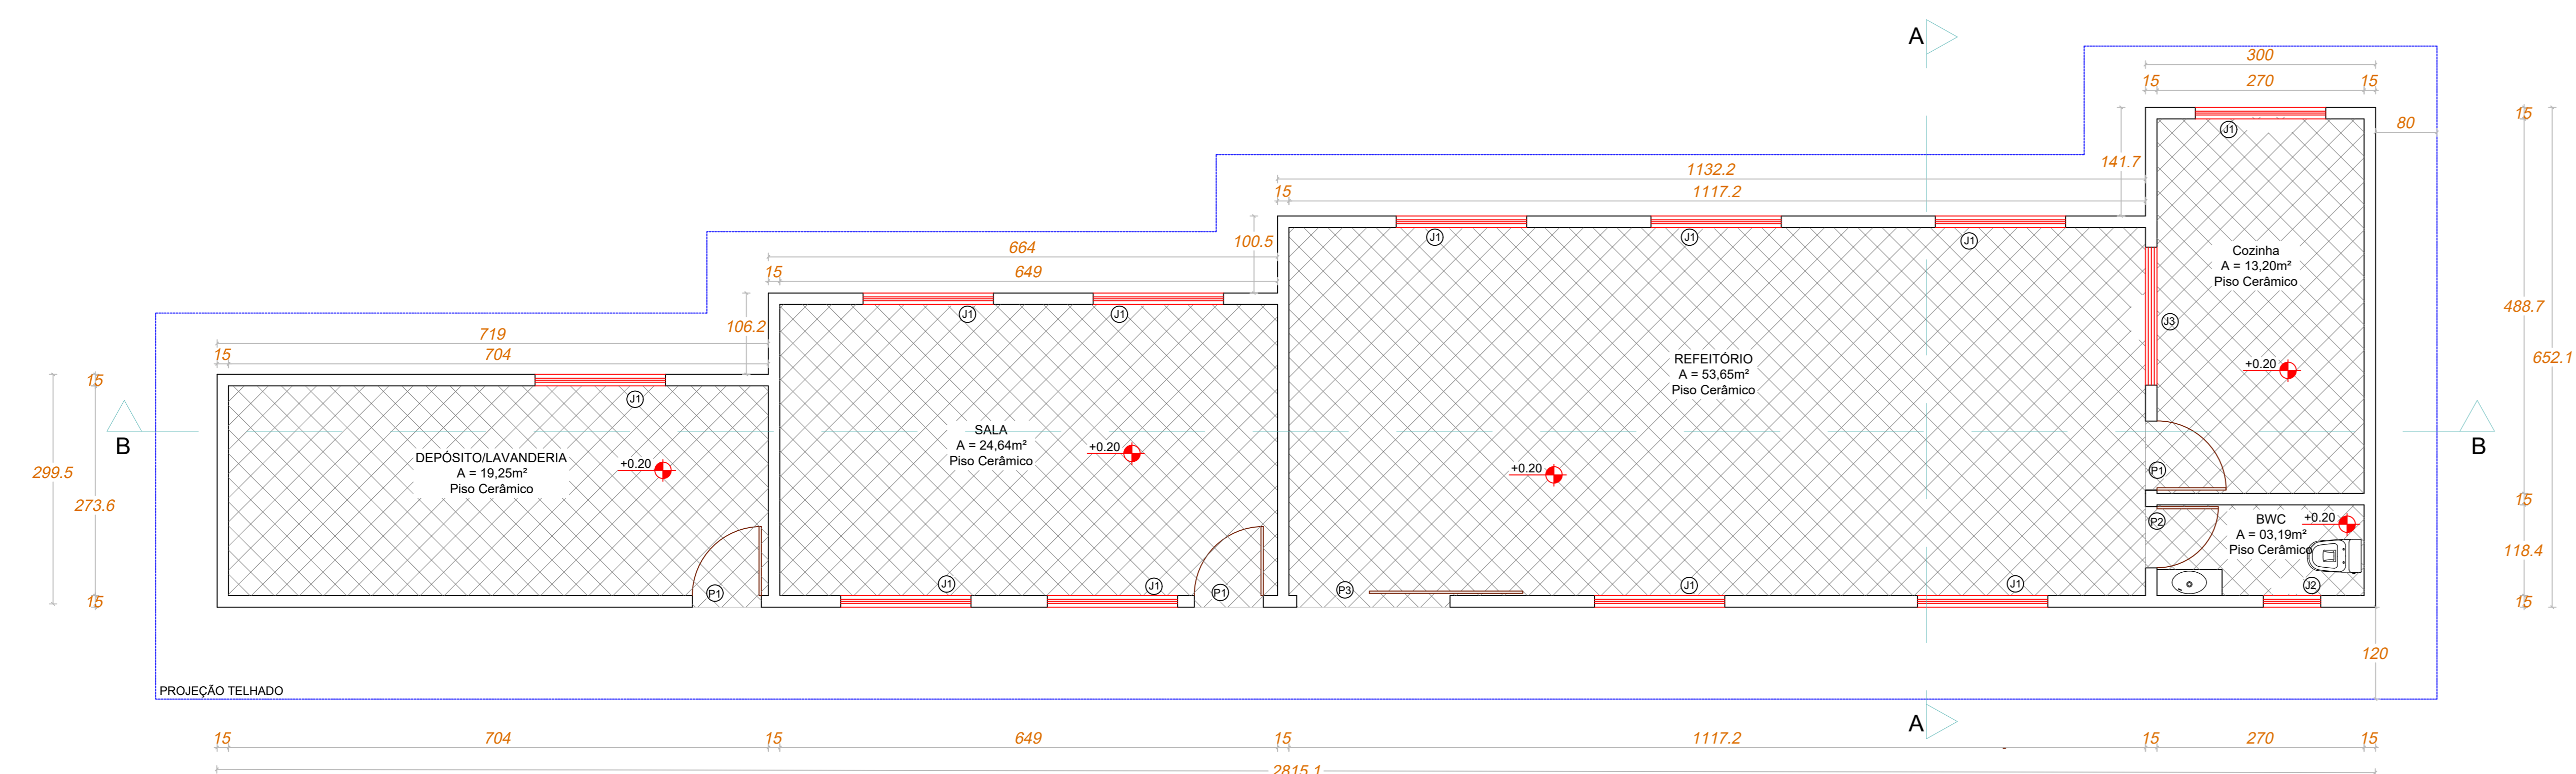 A
300
15
270
15
15
80
141.7
1132.2
15
1117.2
100.5
664
15
649
J1
J1
J1
J1
Cozinha
A = 13,20m²
Piso Cerâmico
J1
J1
J3
488.7
652.1
106.2
719
15
704
15
J1
REFEITÓRIO
A = 53,65m²
Piso Cerâmico
+0.20
B
299.5
273.6
DEPÓSITO/LAVANDERIA
A = 19,25m²
Piso Cerâmico
+0.20
SALA
A = 24,64m²
Piso Cerâmico
+0.20
+0.20
P1
B
15
P2
BWC
A = 03,19m²
Piso Cerâmico
+0.20
118.4
15
P1
J1
J1
P1
P3
J1
J1
J2
15
120
PROJEÇÃO TELHADO
A
15
704
15
649
15
1117.2
15
270
15
2815.1